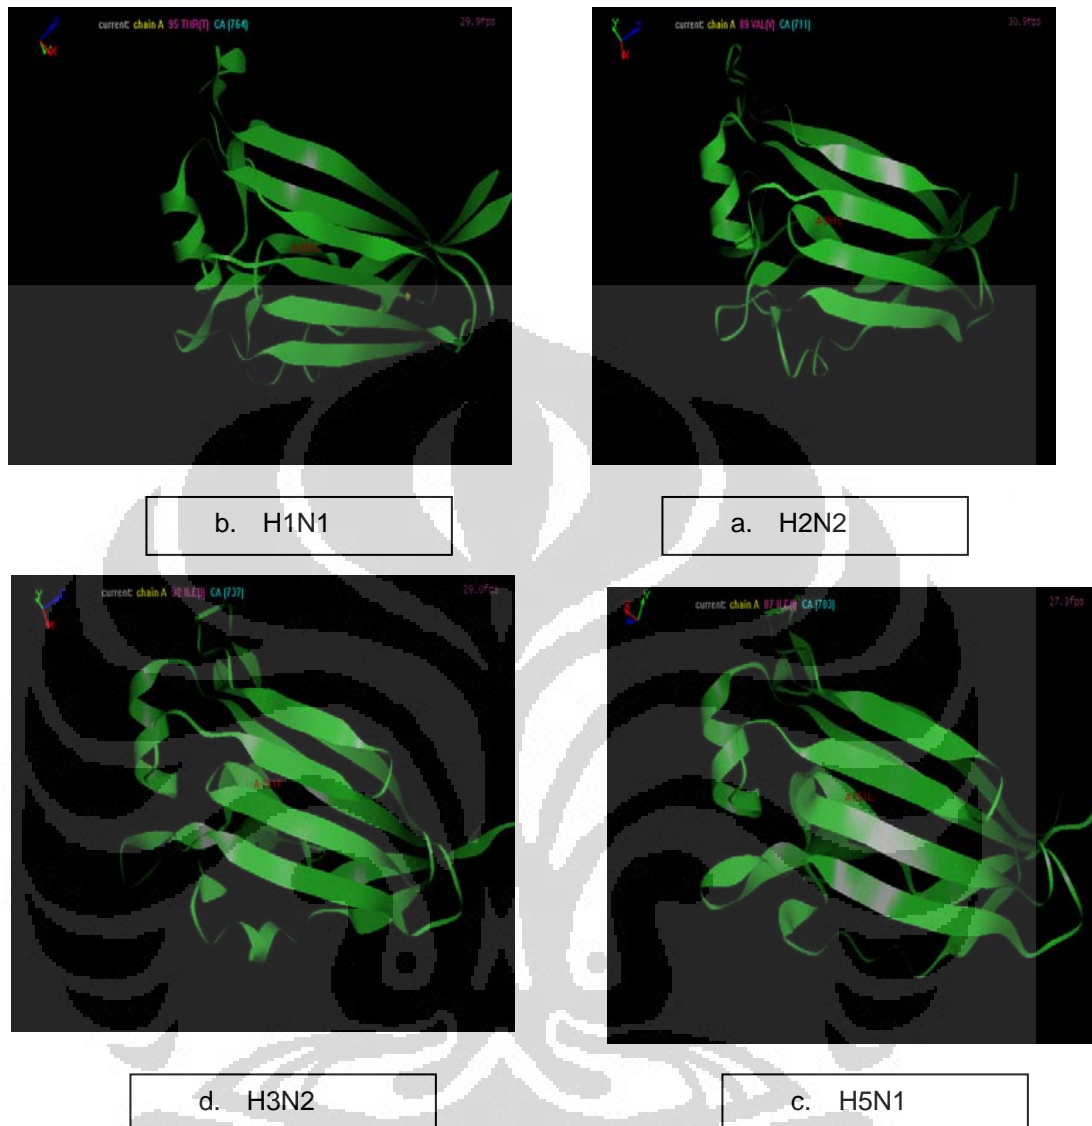 current: chain A 95 THR(T) CA (764) 29.9fps
current: chain A 89 VAL(V) CA (711) 30.9fps
b. H1N1
a. H2N2
current: chain A 92 ILE(I) CA (737) 29.0fps
current: chain A 87 ILE(I) CA (703) 27.3fps
d. H3N2
c. H5N1